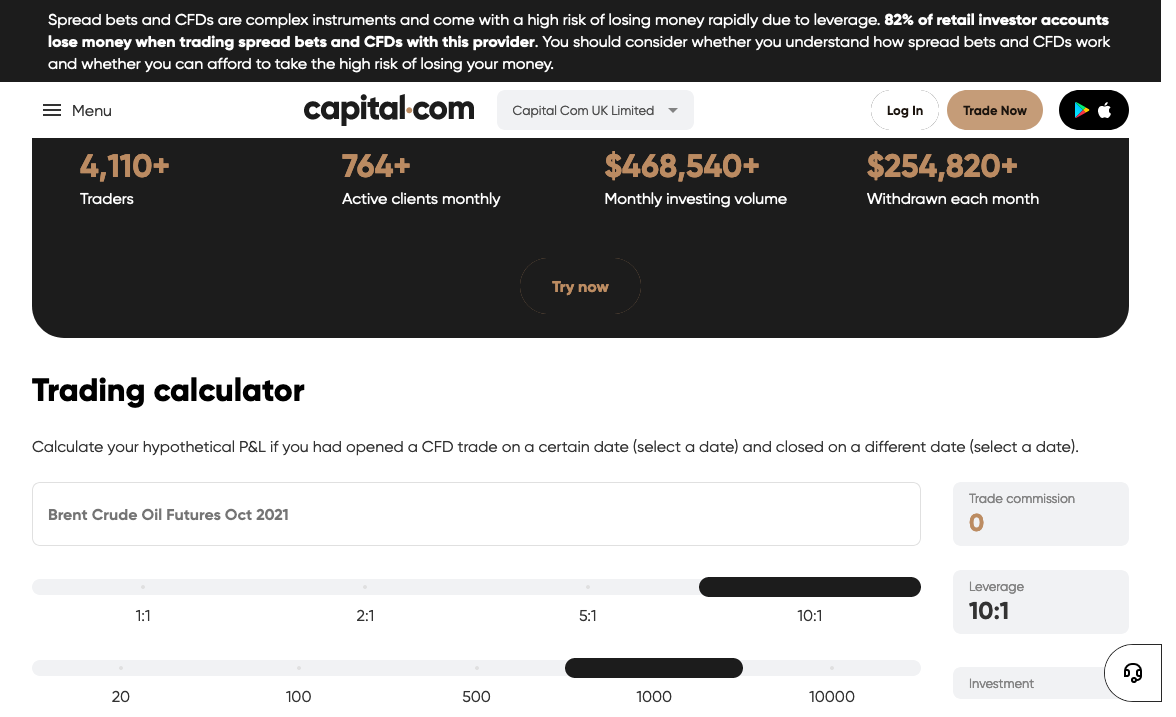 Spread bets and CFDs are complex instruments and come with a high risk of losing money rapidly due to leverage. 82% of retail investor accounts
lose money when trading spread bets and CFDs with this provider. You should consider whether you understand how spread bets and CFDs work
and whether you can afford to take the high risk of losing your money.
Menu
capital.com
Capital Com UK Limited
Log In
Trade Now
4,110+
Traders
764+
Active clients monthly
$468,540+
Monthly investing volume
$254,820+
Withdrawn each month
Try now
Trading calculator
Calculate your hypothetical P&L if you had opened a CFD trade on a certain date (select a date) and closed on a different date (select a date).
Brent Crude Oil Futures Oct 2021
Trade commission
0
1:1
2:1
5:1
10:1
Leverage
10:1
20
100
500
1000
10000
Investment